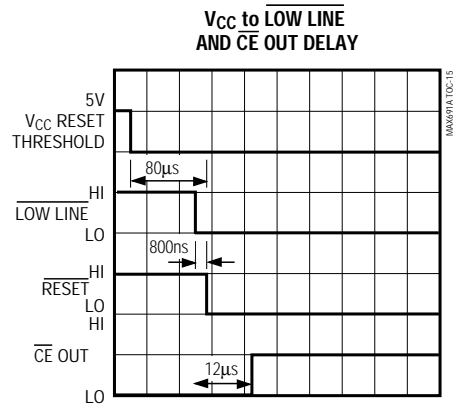 VCC to LOW LINE
AND CE OUT DELAY
MAX691A TOC-15
5V
VCC RESET
THRESHOLD
80µs
HI
LOW LINE
LO
800ns
HI
RESET
LO
HI
CE OUT
12µs
LO